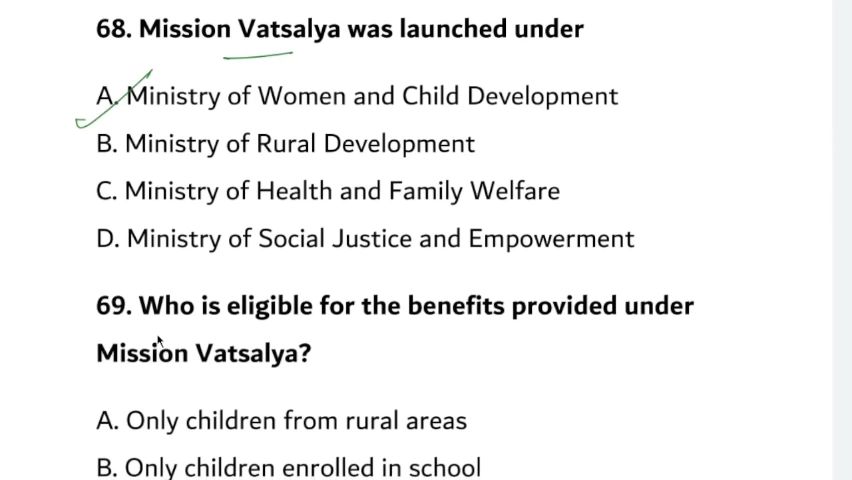 68. Mission Vatsalya was launched under
A. Ministry of Women and Child Development
B. Ministry of Rural Development
C. Ministry of Health and Family Welfare
D. Ministry of Social Justice and Empowerment
69. Who is eligible for the benefits provided under
Mission Vatsalya?
A. Only children from rural areas
B. Only children enrolled in school